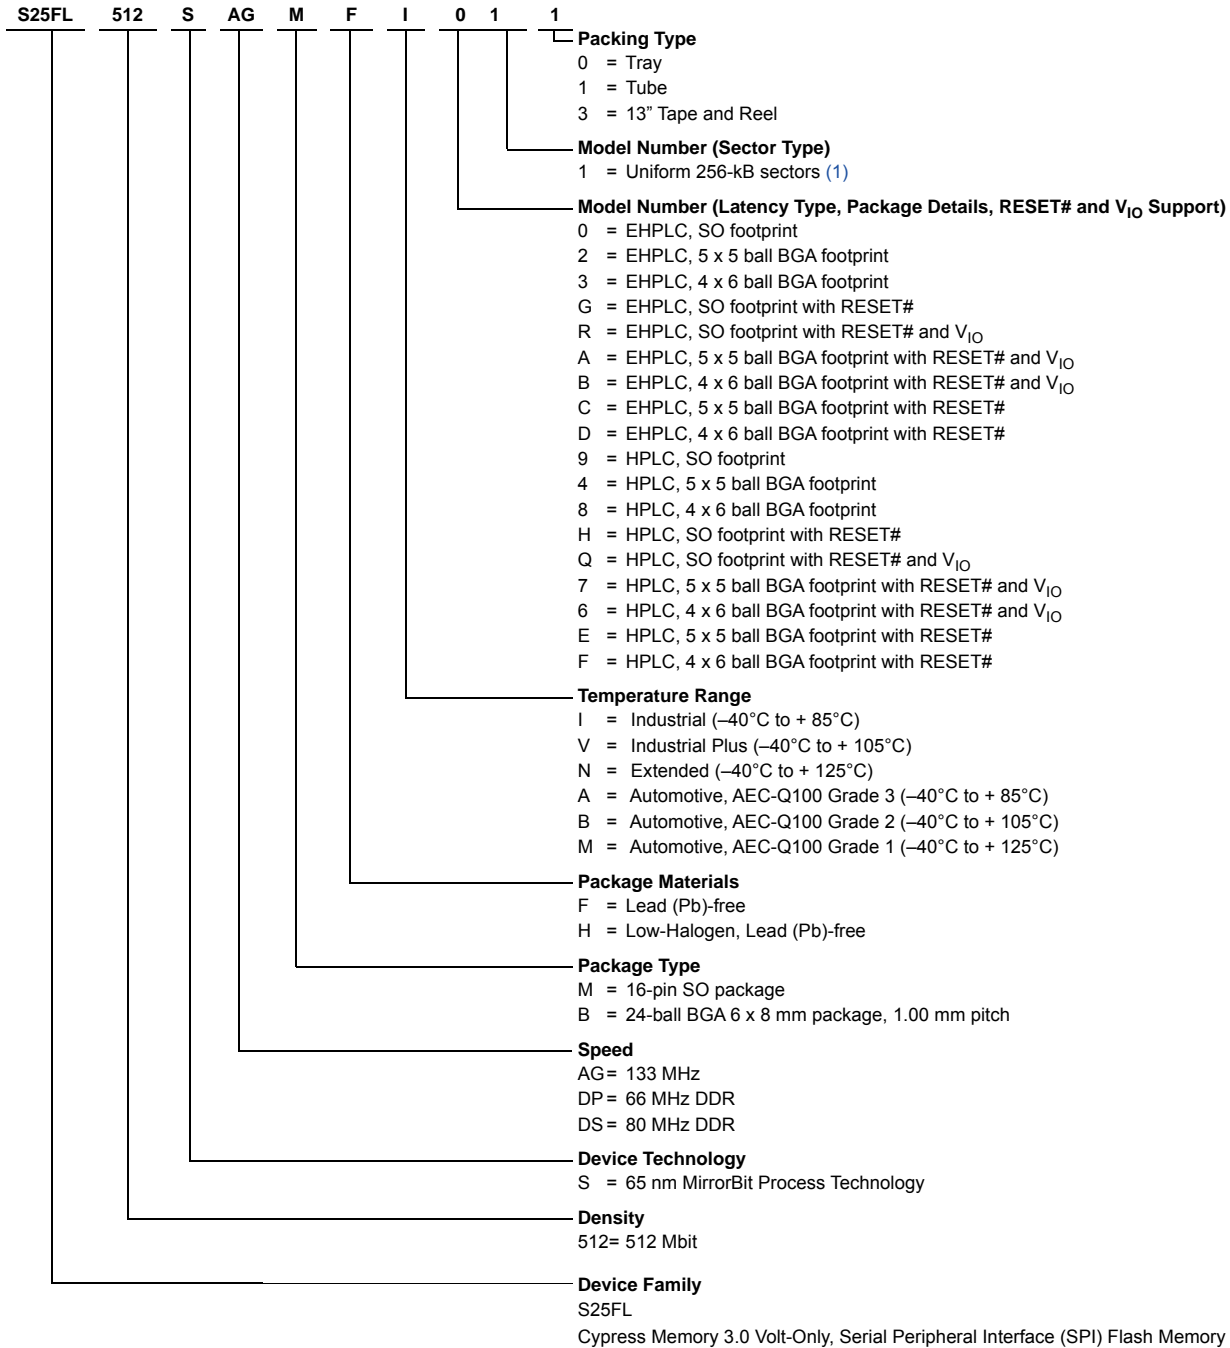 S25FL 512 S AG M F I 0 1 1
Packing Type
0 = Tray
1 = Tube
3 = 13” Tape and Reel
Model Number (Sector Type)
1 = Uniform 256-kB sectors (1)
Model Number (Latency Type, Package Details, RESET# and VIO Support)
0 = EHPLC, SO footprint
2 = EHPLC, 5 x 5 ball BGA footprint
3 = EHPLC, 4 x 6 ball BGA footprint
G = EHPLC, SO footprint with RESET#
R = EHPLC, SO footprint with RESET# and VIO
A = EHPLC, 5 x 5 ball BGA footprint with RESET# and VIO
B = EHPLC, 4 x 6 ball BGA footprint with RESET# and VIO
C = EHPLC, 5 x 5 ball BGA footprint with RESET#
D = EHPLC, 4 x 6 ball BGA footprint with RESET#
9 = HPLC, SO footprint
4 = HPLC, 5 x 5 ball BGA footprint
8 = HPLC, 4 x 6 ball BGA footprint
H = HPLC, SO footprint with RESET#
Q = HPLC, SO footprint with RESET# and VIO
7 = HPLC, 5 x 5 ball BGA footprint with RESET# and VIO
6 = HPLC, 4 x 6 ball BGA footprint with RESET# and VIO
E = HPLC, 5 x 5 ball BGA footprint with RESET#
F = HPLC, 4 x 6 ball BGA footprint with RESET#
Temperature Range
I = Industrial (–40°C to + 85°C)
V = Industrial Plus (–40°C to + 105°C)
N = Extended (–40°C to + 125°C)
A = Automotive, AEC-Q100 Grade 3 (–40°C to + 85°C)
B = Automotive, AEC-Q100 Grade 2 (–40°C to + 105°C)
M = Automotive, AEC-Q100 Grade 1 (–40°C to + 125°C)
Package Materials
F = Lead (Pb)-free
H = Low-Halogen, Lead (Pb)-free
Package Type
M = 16-pin SO package
B = 24-ball BGA 6 x 8 mm package, 1.00 mm pitch
Speed
AG= 133 MHz
DP= 66 MHz DDR
DS= 80 MHz DDR
Device Technology
S = 65 nm MirrorBit Process Technology
Density
512= 512 Mbit
Device Family
S25FL
Cypress Memory 3.0 Volt-Only, Serial Peripheral Interface (SPI) Flash Memory